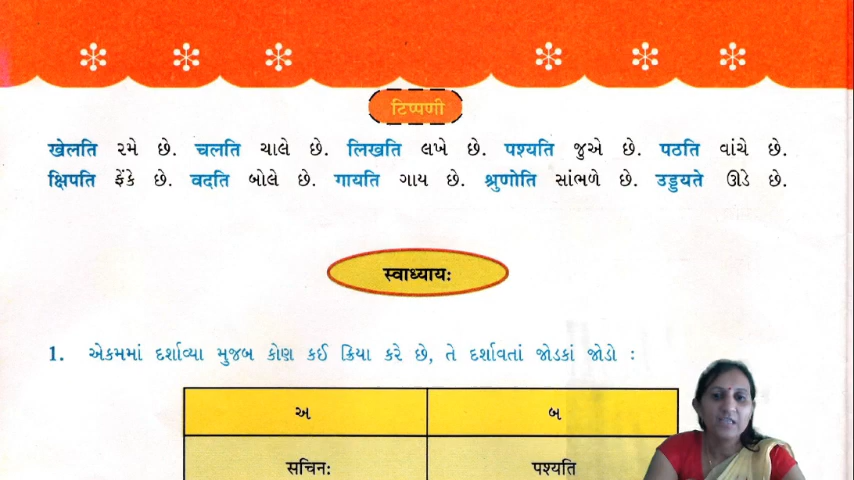 टिप्पणी
खेलति રમે છે. चलति ચાલે છે. लिखति લખે છે. पश्यति જુએ છે. पठति વાંચે છે.
क्षिपति ફેંકે છે. वदति બોલે છે. गायति ગાય છે. श्रुणोति સાંભળે છે. उड्डयते ઊડે છે.
स्वाध्यायः
1. એકમમાં દર્શાવ્યા મુજબ કોણ કઈ ક્રિયા કરે છે, તે દર્શાવતાં જોડકાં જોડો :
અ બ
सचिनः पश्यति